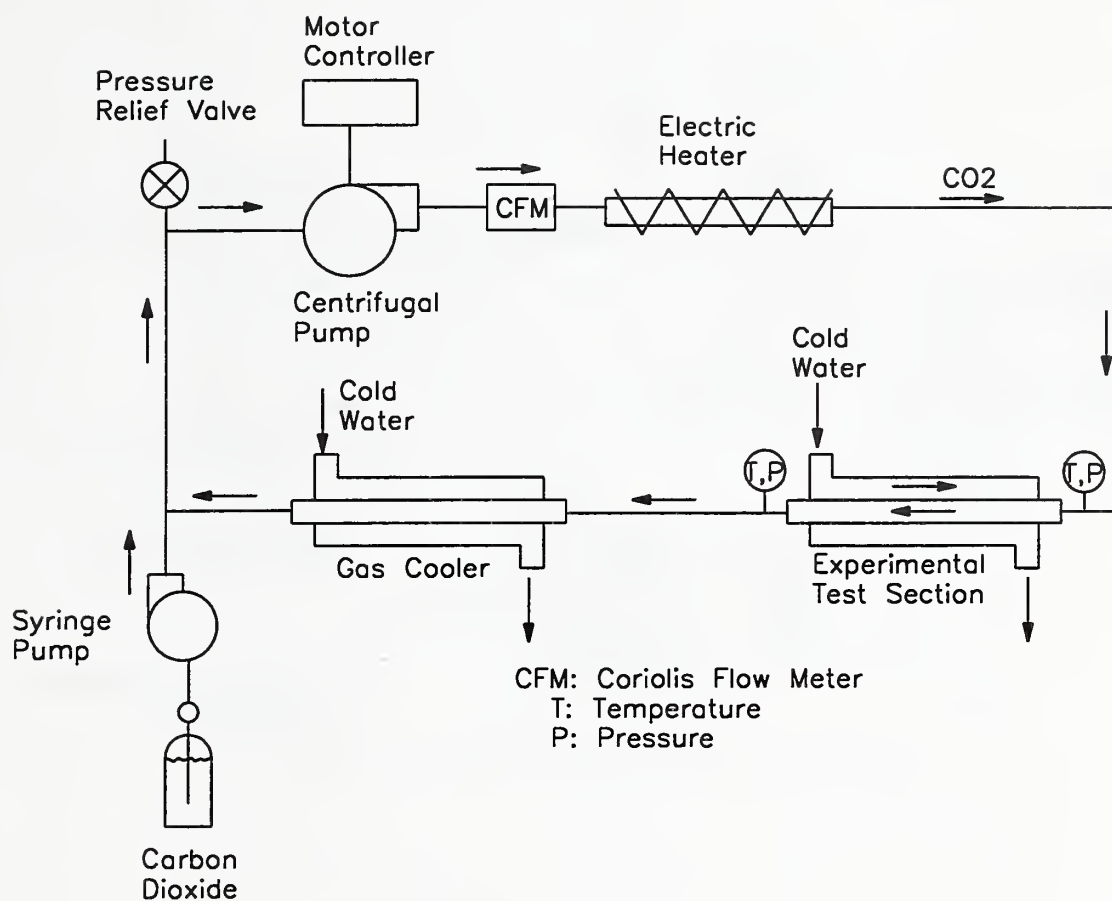 Motor
Controller
Pressure
Relief Valve
Electric
Heater
CFM
CO2
Centrifugal
Pump
Cold
Water
Cold
Water
T,P
T,P
Gas Cooler
Experimental
Test Section
Syringe
Pump
CFM: Coriolis Flow Meter
T: Temperature
P: Pressure
Carbon
Dioxide